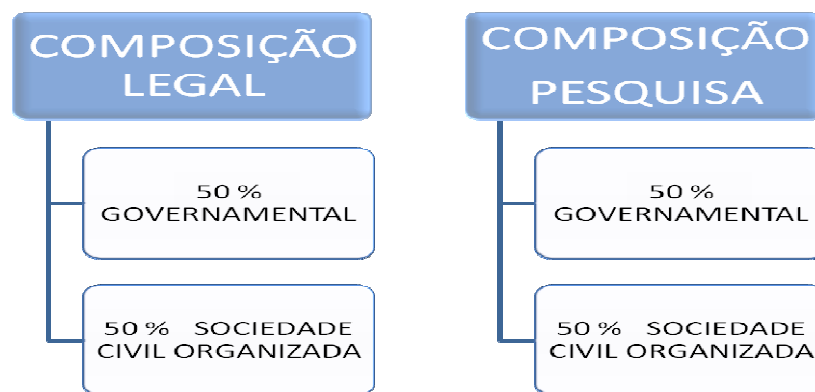 COMPOSIÇÃO
LEGAL
50 %
GOVERNAMENTAL
50 % SOCIEDADE
CIVIL ORGANIZADA
COMPOSIÇÃO
PESQUISA
50 %
GOVERNAMENTAL
50 % SOCIEDADE
CIVIL ORGANIZADA